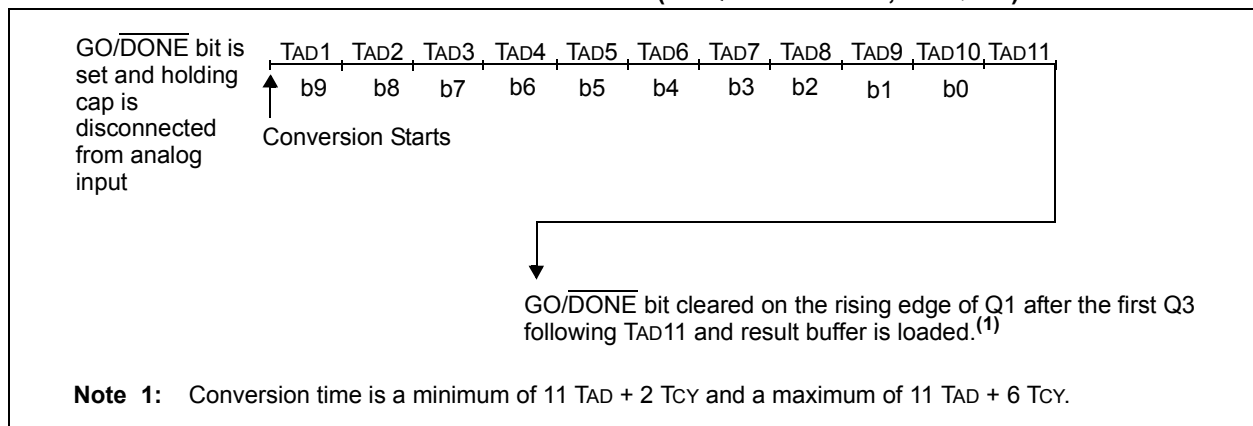 GO/DONE bit is
set and holding
cap is
disconnected
from analog
input
TAD1 TAD2 TAD3 TAD4 TAD5 TAD6 TAD7 TAD8 TAD9 TAD10 TAD11
b9 b8 b7 b6 b5 b4 b3 b2 b1 b0
Conversion Starts
GO/DONE bit cleared on the rising edge of Q1 after the first Q3
following TAD11 and result buffer is loaded.(1)
Note 1: Conversion time is a minimum of 11 TAD + 2 TCY and a maximum of 11 TAD + 6 TCY.